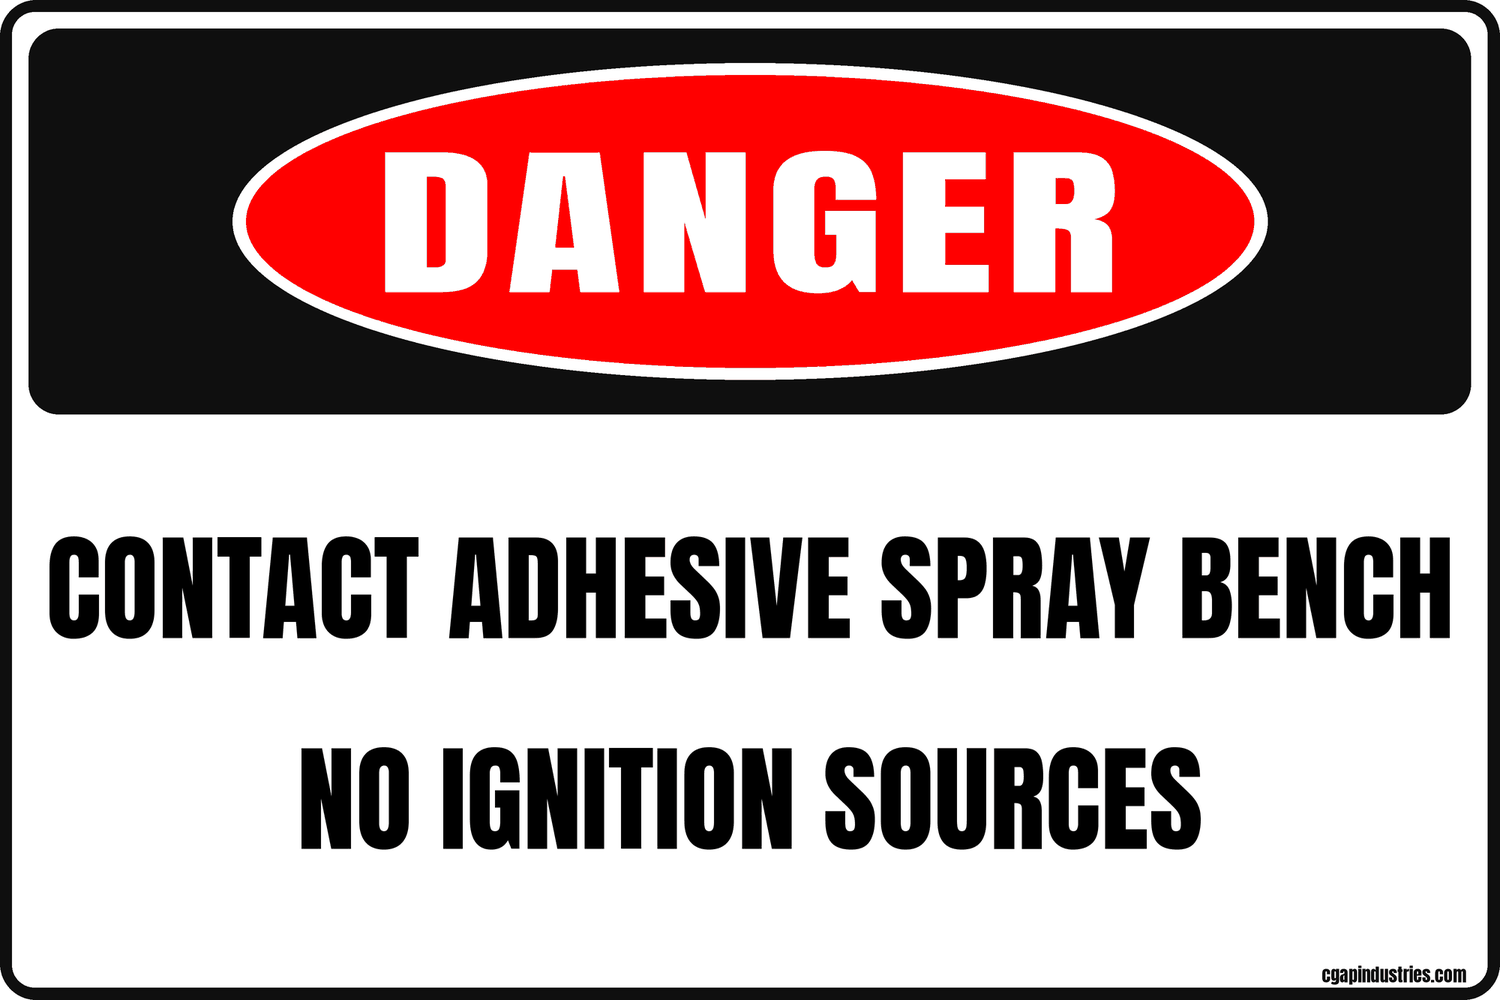 DANGER
CONTACT ADHESIVE SPRAY BENCH
NO IGNITION SOURCES
cgapindustries.com